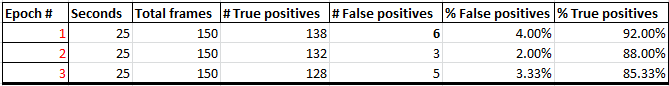 Epoch # Seconds Total frames # True positives # False positives % False positives % True positives
1 25 150 138 6 4.00% 92.00%
2 25 150 132 3 2.00% 88.00%
3 25 150 128 5 3.33% 85.33%